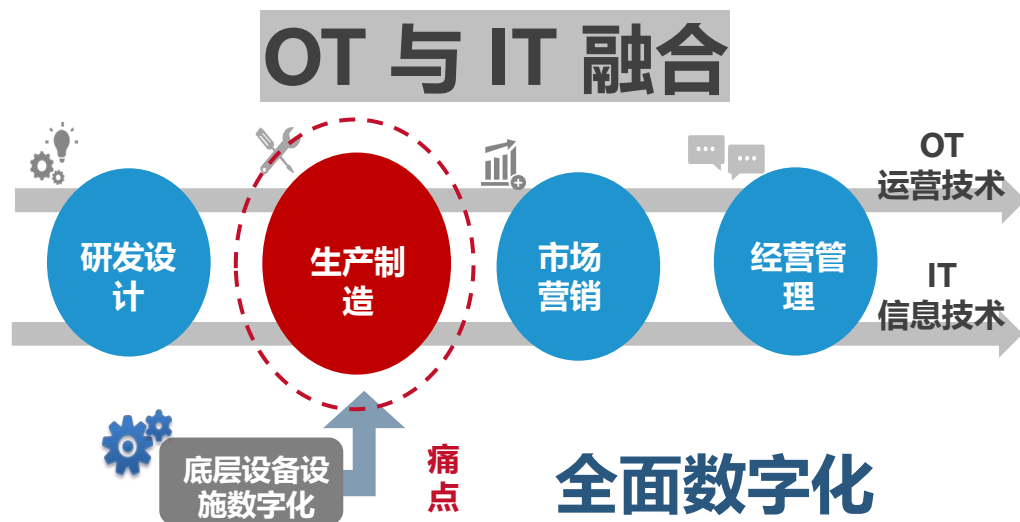 OT 与 IT 融合
OT
运营技术
研发设
计
生产制
造
市场
营销
经营管
理
IT
信息技术
底层设备设
施数字化
痛
点
全面数字化